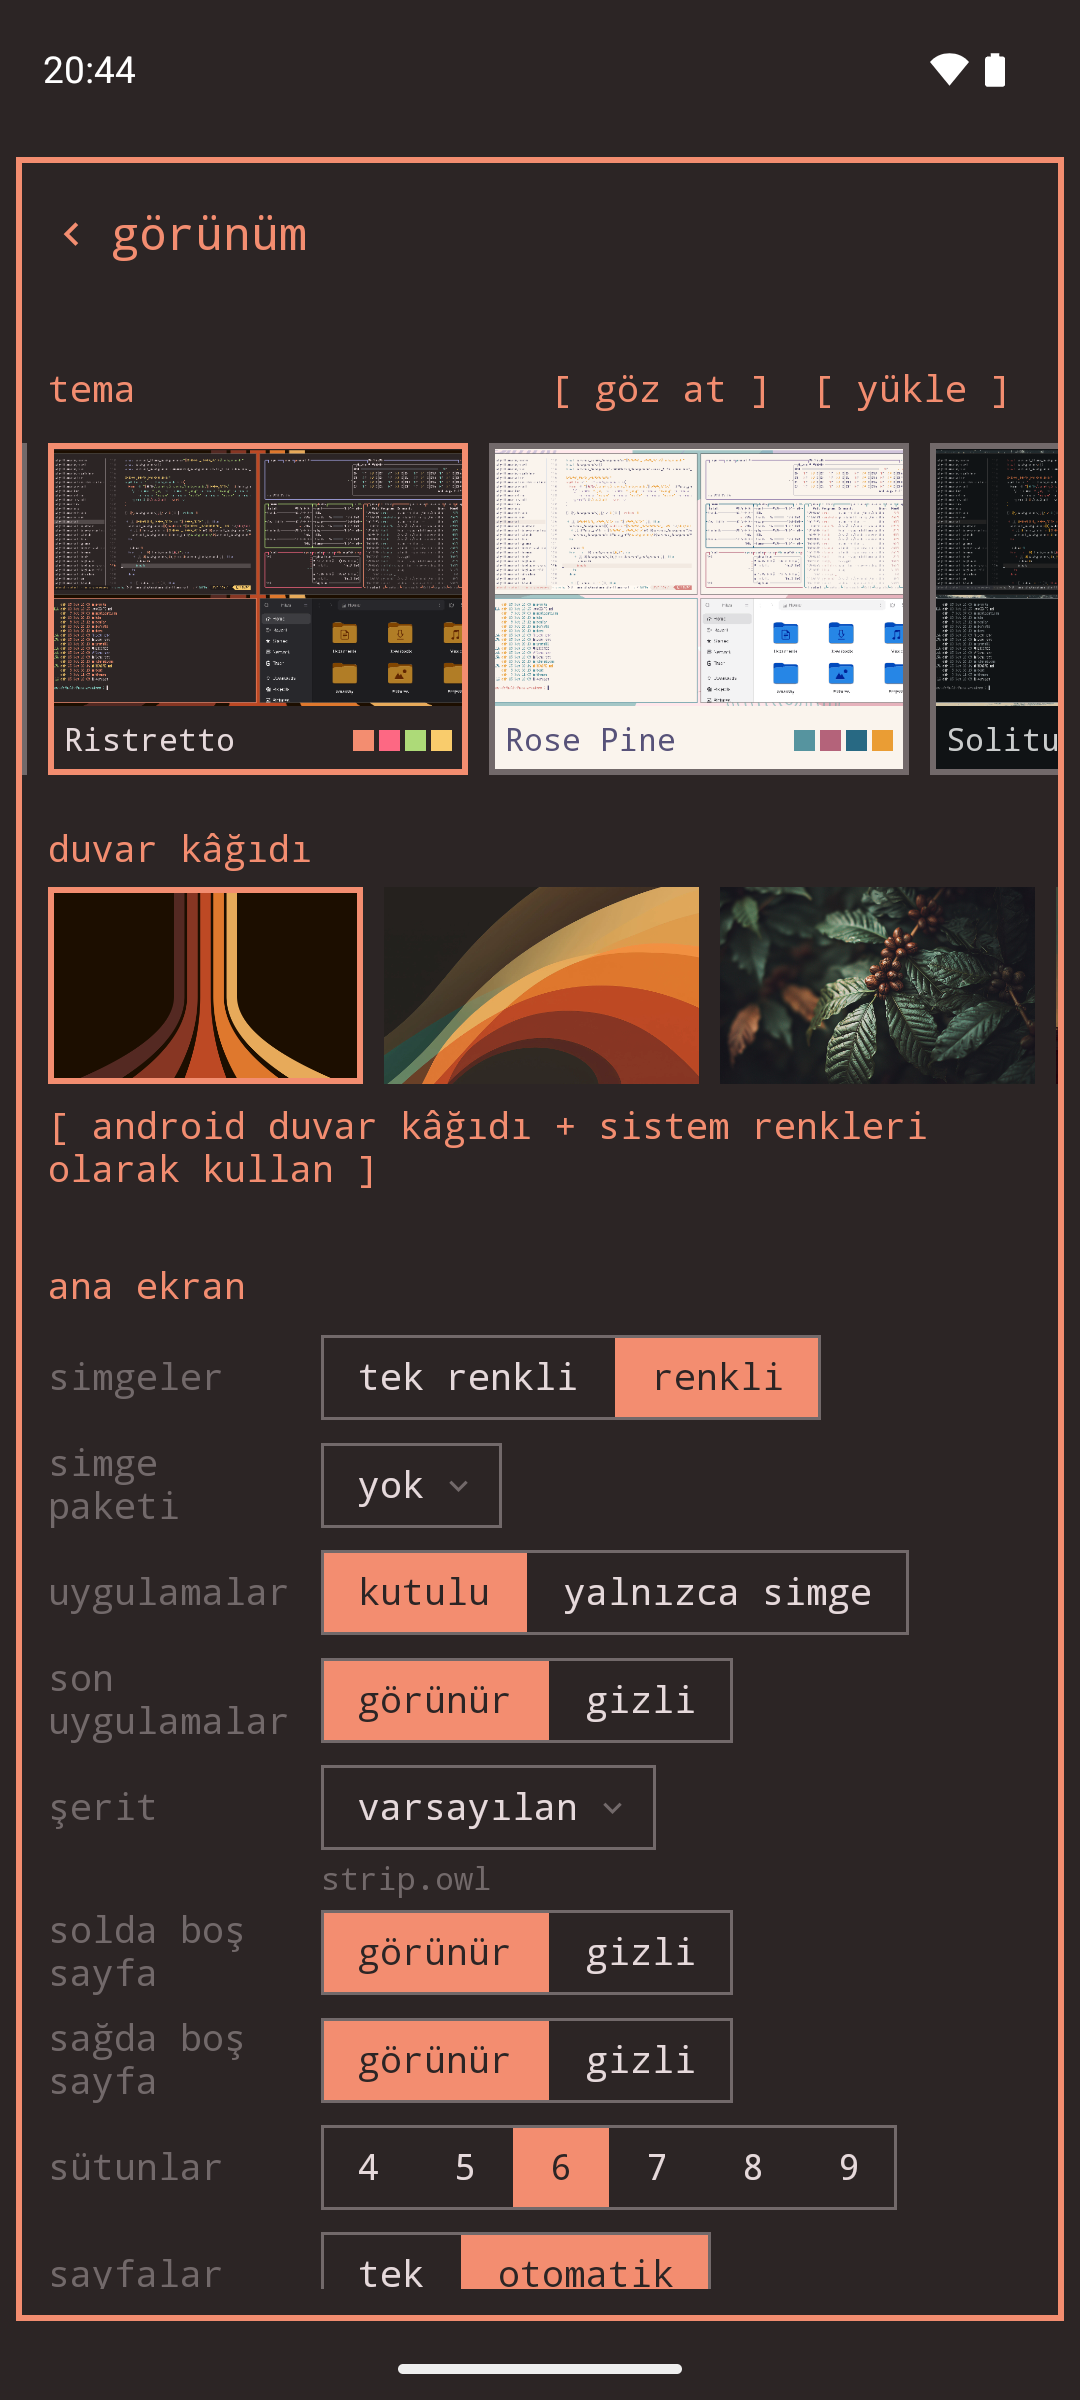 20:44
görünüm
tema [ göz at ] [ yükle ]
Ristretto
Rose Pine
Solitu
duvar kâğıdı
[ android duvar kâğıdı + sistem renkleri
olarak kullan ]
ana ekran
simgeler tek renkli renkli
simge
paketi
yok
uygulamalar kutulu yalnızca simge
son
uygulamalar
görünür gizli
şerit varsayılan
strip.owl
solda boş
sayfa
görünür gizli
sağda boş
sayfa
görünür gizli
sütunlar 4 5 6 7 8 9
sayfalar tek otomatik